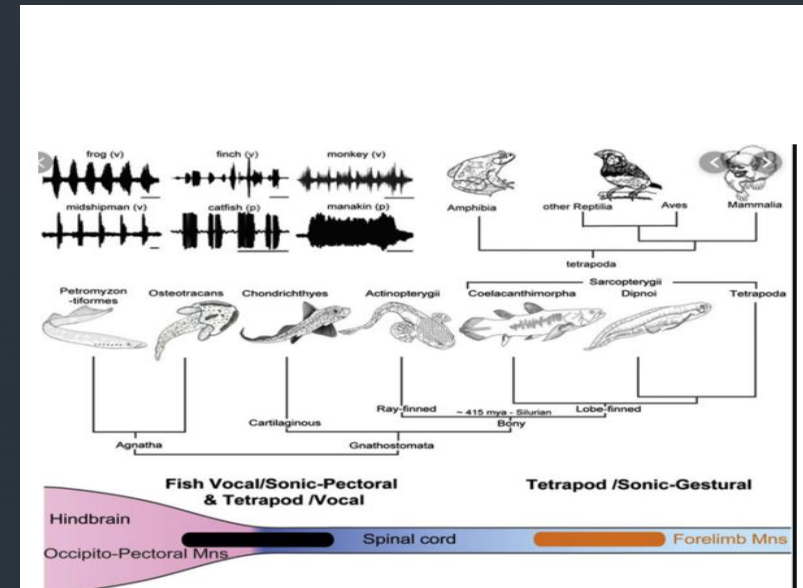 frog (v) finch (v) monkey (v)
midshipman (v) catfish (p) manakin (p)
Amphibia other Reptilia Aves Mammalia
tetrapoda
Sarcopterygii
Petromyzon
-tiformes
Osteotracans Chondrichthyes Actinopterygii Coelacanthimorpha Dipnoi Tetrapoda
Ray-finned ~ 415 mya - Silurian Lobe-finned
Cartilaginous Bony
Agnatha Gnathostomata
Fish Vocal/Sonic-Pectoral
& Tetrapod /Vocal
Tetrapod /Sonic-Gestural
Hindbrain
Spinal cord Forelimb Mns
Occipito-Pectoral Mns